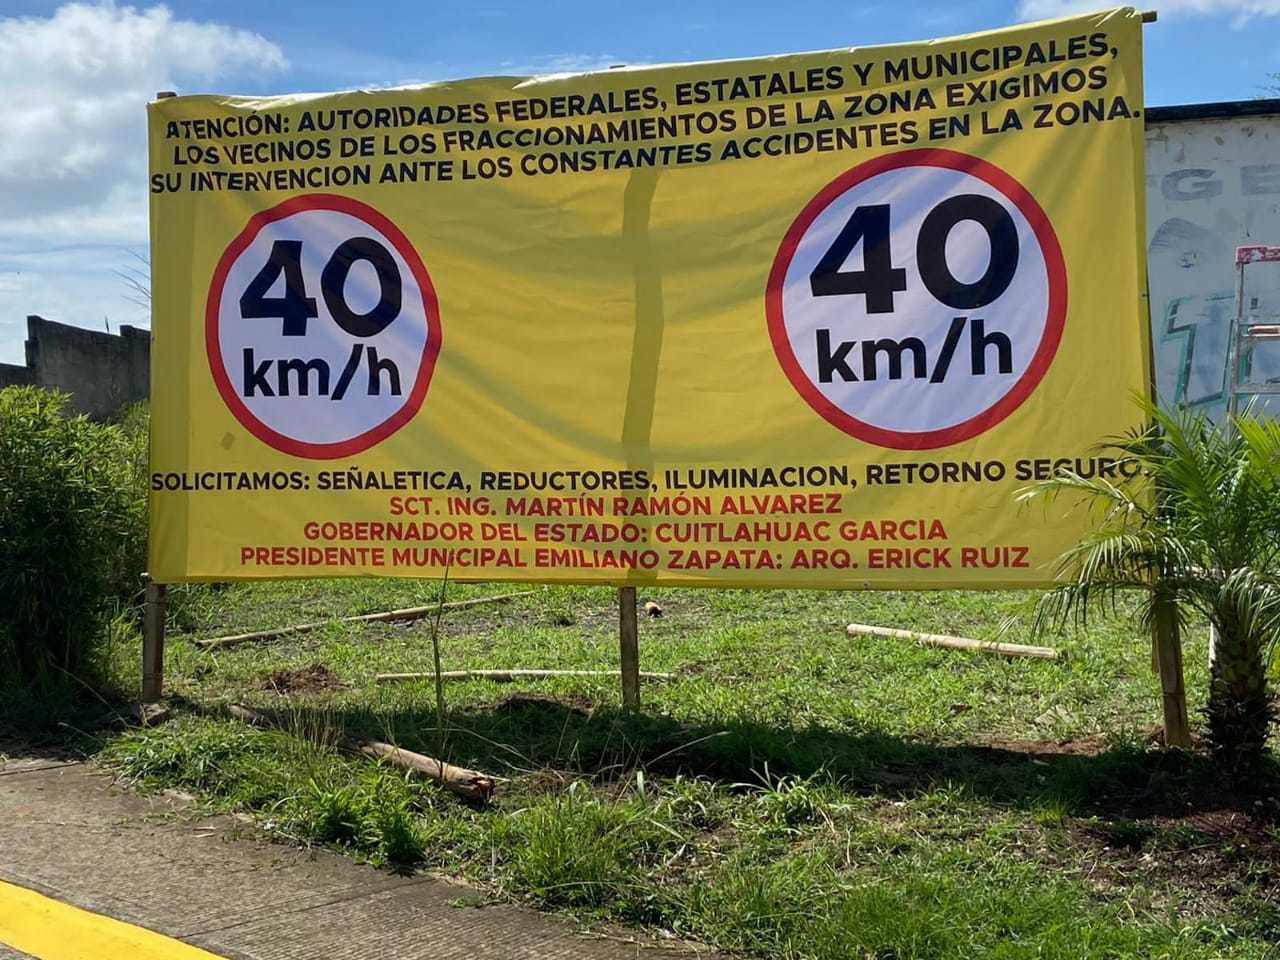 ATENCIÓN: AUTORIDADES FEDERALES, ESTATALES Y MUNICIPALES,
LOS VECINOS DE LOS FRACCIONAMIENTOS DE LA ZONA EXIGIMOS
SU INTERVENCION ANTE LOS CONSTANTES ACCIDENTES EN LA ZONA.
40
km/h
40
km/h
SOLICITAMOS: SEÑALETICA, REDUCTORES, ILUMINACION, RETORNO SEGURO.
SCT. ING. MARTÍN RAMÓN ALVAREZ
GOBERNADOR DEL ESTADO: CUITLAHUAC GARCIA
PRESIDENTE MUNICIPAL EMILIANO ZAPATA: ARQ. ERICK RUIZ